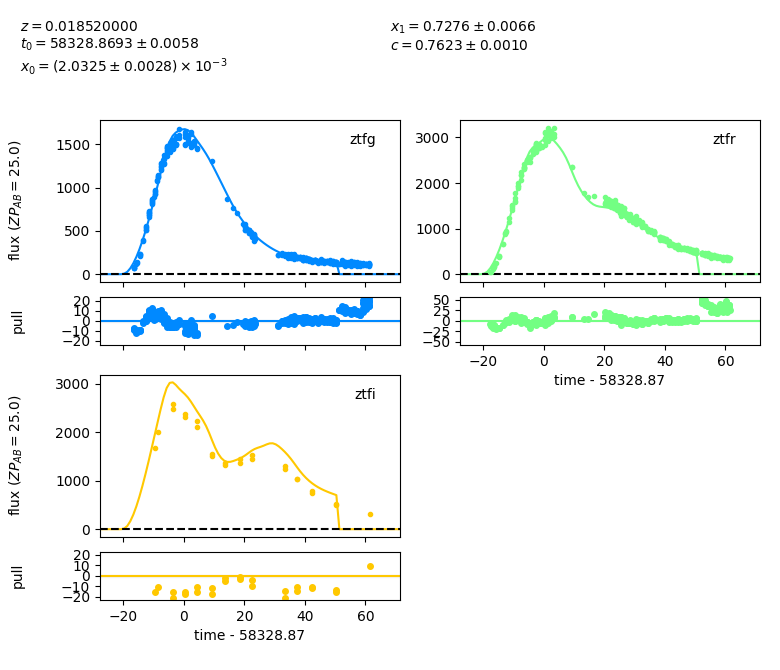 z = 0.018520000
t₀ = 58328.8693 ± 0.0058
x₀ = (2.0325 ± 0.0028) × 10⁻³
x₁ = 0.7276 ± 0.0066
c = 0.7623 ± 0.0010
flux (ZP_AB = 25.0)
1500
1000
500
0
ztfg
3000
2000
1000
0
ztfr
pull
20
10
0
−10
−20
50
25
0
−25
−50
−20 0 20 40 60
time - 58328.87
flux (ZP_AB = 25.0)
3000
2000
1000
0
ztfi
pull
20
10
0
−10
−20
−20 0 20 40 60
time - 58328.87